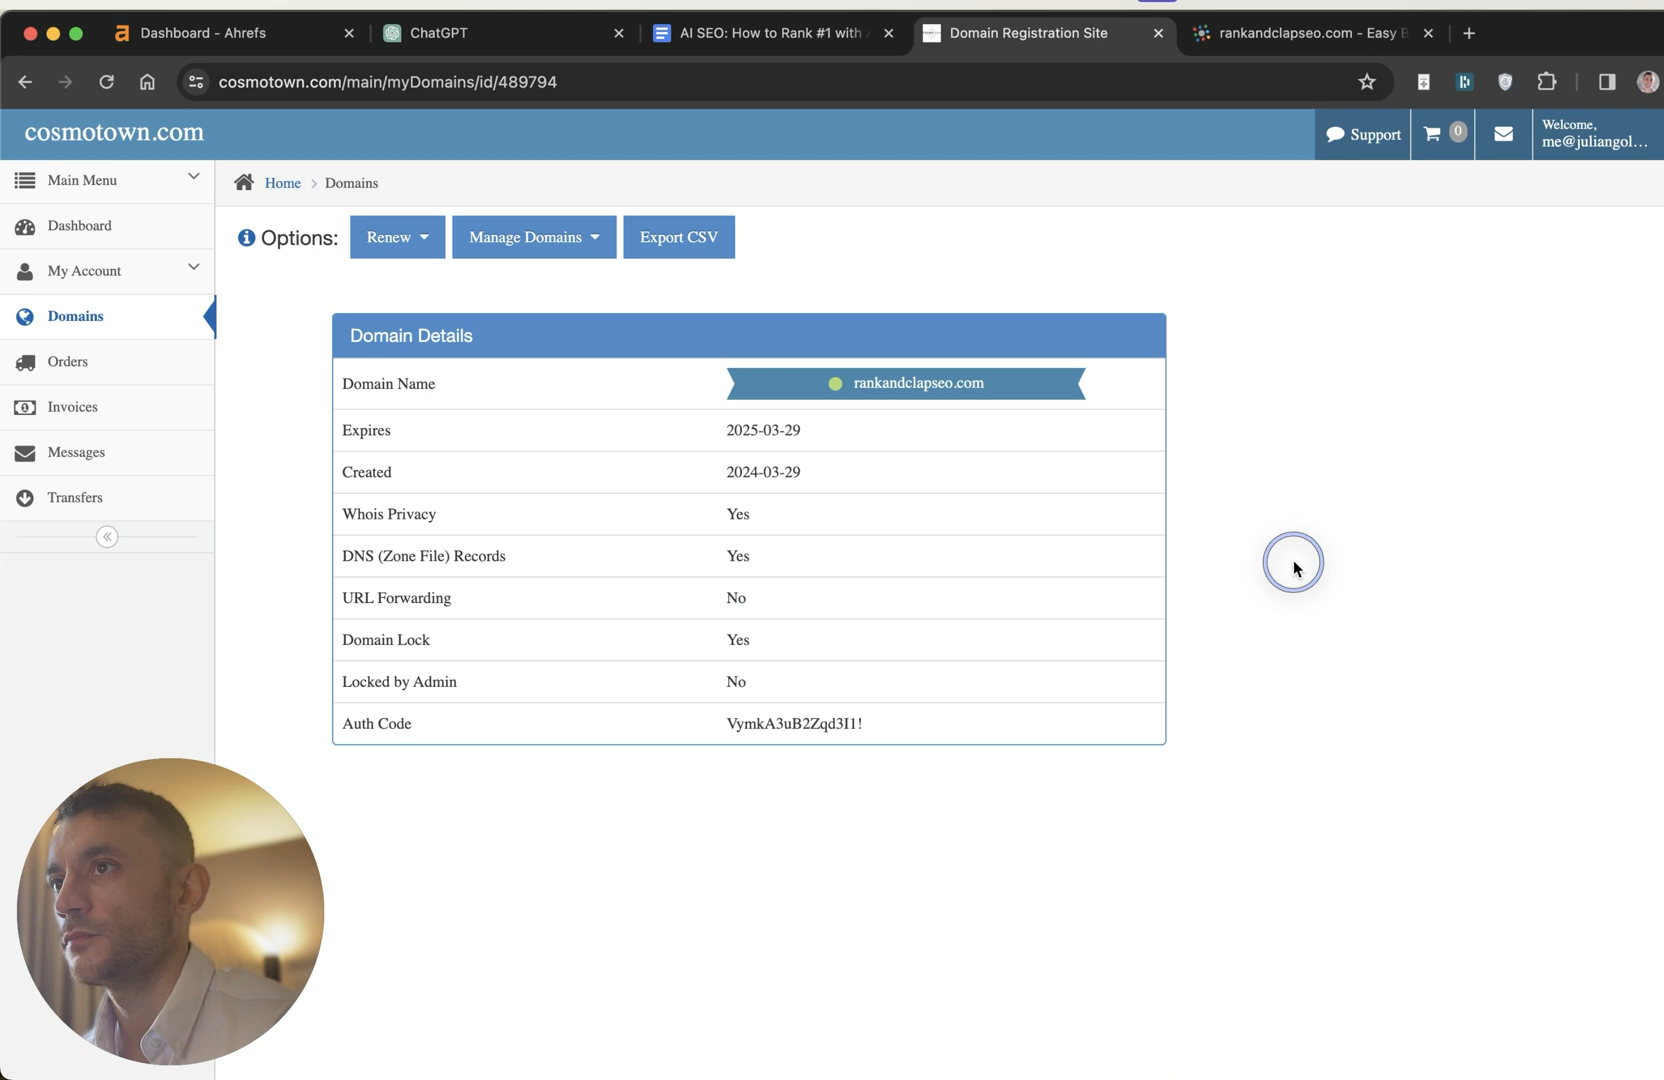 Dashboard - Ahrefs
ChatGPT
AI SEO: How to Rank #1 with
Domain Registration Site
rankandclapseo.com - Easy B
cosmotown.com/main/myDomains/id/489794
cosmotown.com
Support
0
Welcome,
me@juliangol...
Main Menu
Dashboard
My Account
Domains
Orders
Invoices
Messages
Transfers
Home > Domains
Options:
Renew
Manage Domains
Export CSV
Domain Details
Domain Name rankandclapseo.com
Expires 2025-03-29
Created 2024-03-29
Whois Privacy Yes
DNS (Zone File) Records Yes
URL Forwarding No
Domain Lock Yes
Locked by Admin No
Auth Code VymkA3uB2Zqd3I1!